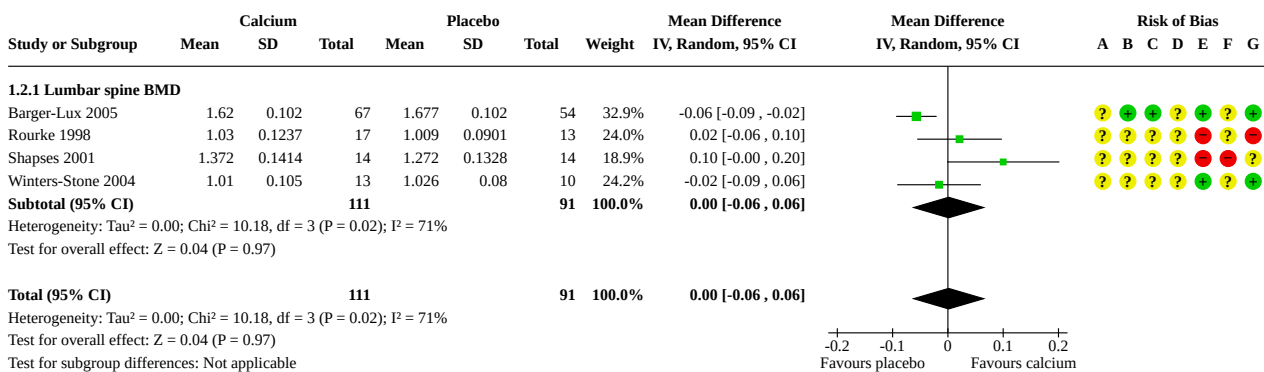 Calcium Placebo Mean Difference Mean Difference Risk of Bias
Study or Subgroup Mean SD Total Mean SD Total Weight IV, Random, 95% CI IV, Random, 95% CI A B C D E F G
1.2.1 Lumbar spine BMD
Barger-Lux 2005 1.62 0.102 67 1.677 0.102 54 32.9% -0.06 [-0.09 , -0.02] ? + + ? + ? +
Rourke 1998 1.03 0.1237 17 1.009 0.0901 13 24.0% 0.02 [-0.06 , 0.10] ? ? ? ? − ? −
Shapses 2001 1.372 0.1414 14 1.272 0.1328 14 18.9% 0.10 [-0.00 , 0.20] ? ? ? ? − − ?
Winters-Stone 2004 1.01 0.105 13 1.026 0.08 10 24.2% -0.02 [-0.09 , 0.06] ? ? ? ? + ? +
Subtotal (95% CI) 111 91 100.0% 0.00 [-0.06 , 0.06]
Heterogeneity: Tau² = 0.00; Chi² = 10.18, df = 3 (P = 0.02); I² = 71%
Test for overall effect: Z = 0.04 (P = 0.97)
Total (95% CI) 111 91 100.0% 0.00 [-0.06 , 0.06]
Heterogeneity: Tau² = 0.00; Chi² = 10.18, df = 3 (P = 0.02); I² = 71%
Test for overall effect: Z = 0.04 (P = 0.97) -0.2 -0.1 0 0.1 0.2
Test for subgroup differences: Not applicable Favours placebo Favours calcium